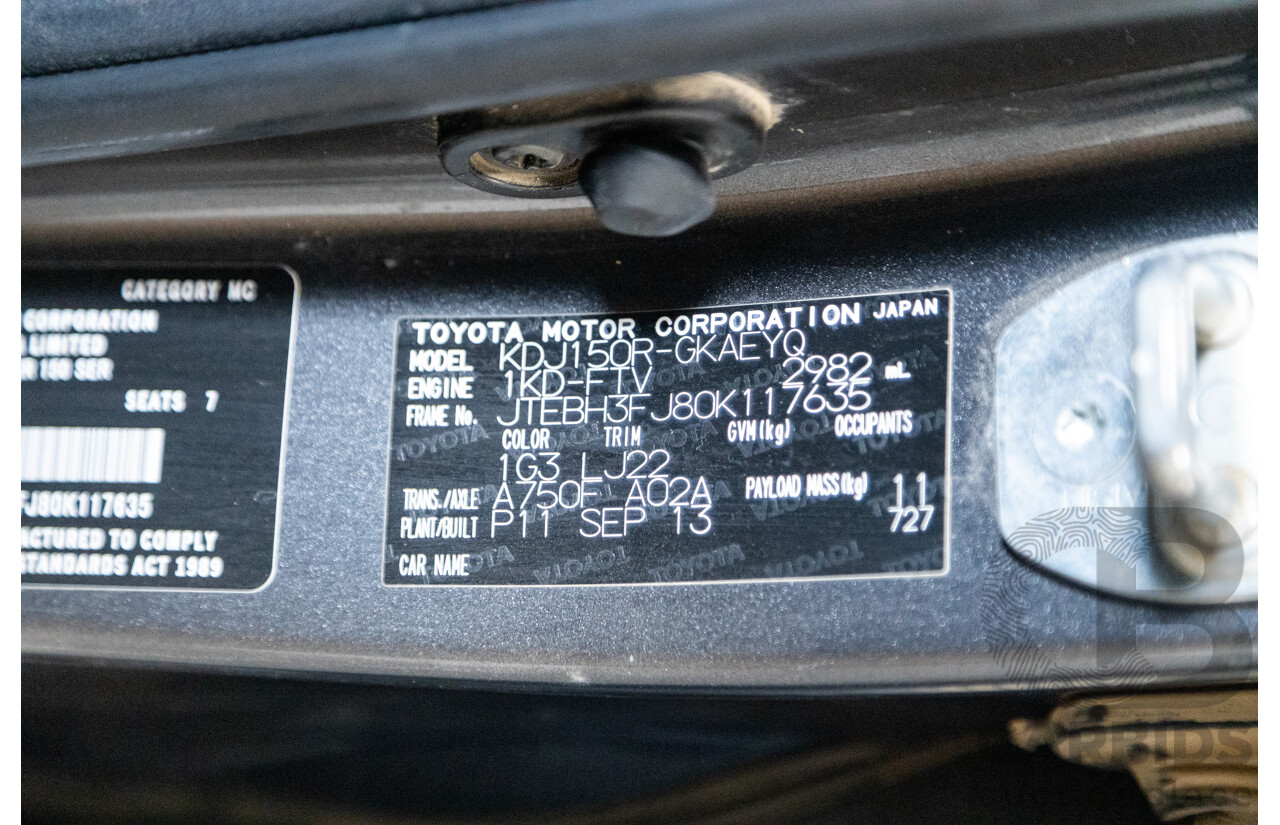 CATEGORY MC
CORPORATION
LIMITED
R 150 SER
SEATS 7
FJ80K117635
ACTURED TO COMPLY
STANDARDS ACT 1989
TOYOTA MOTOR CORPORATION JAPAN
MODEL KDJ150R-GKAEYQ
ENGINE 1KD-FTV 2982 mL
FRAME No. JTEBH3FJ80K117635
COLOR TRIM GVM(kg) OCCUPANTS
1G3 LJ22
TRANS./AXLE A750F A02A PAYLOAD MASS(kg) 11
PLANT/BUILT P11 SEP 13 727
CAR NAME